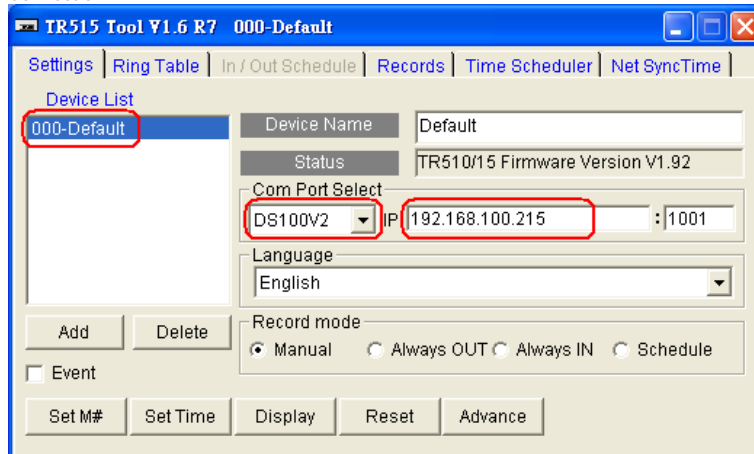 TR515 Tool V1.6 R7 000-Default
Settings Ring Table In / Out Schedule Records Time Scheduler Net SyncTime
Device List
000-Default
Device Name Default
Status TR510/15 Firmware Version V1.92
Com Port Select
DS100V2 IP 192.168.100.215 : 1001
Language
English
Record mode
Manual Always OUT Always IN Schedule
Add Delete
Event
Set M# Set Time Display Reset Advance